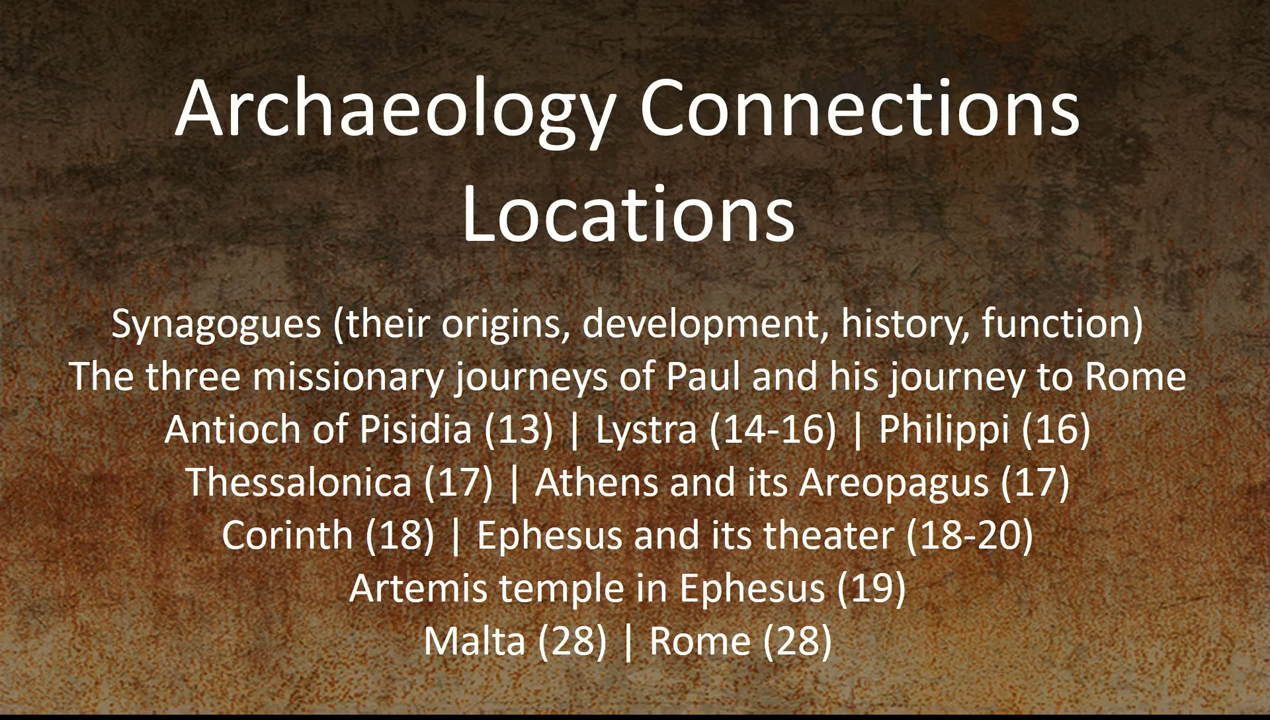 Archaeology Connections
Locations
Synagogues (their origins, development, history, function)
The three missionary journeys of Paul and his journey to Rome
Antioch of Pisidia (13) | Lystra (14-16) | Philippi (16)
Thessalonica (17) | Athens and its Areopagus (17)
Corinth (18) | Ephesus and its theater (18-20)
Artemis temple in Ephesus (19)
Malta (28) | Rome (28)